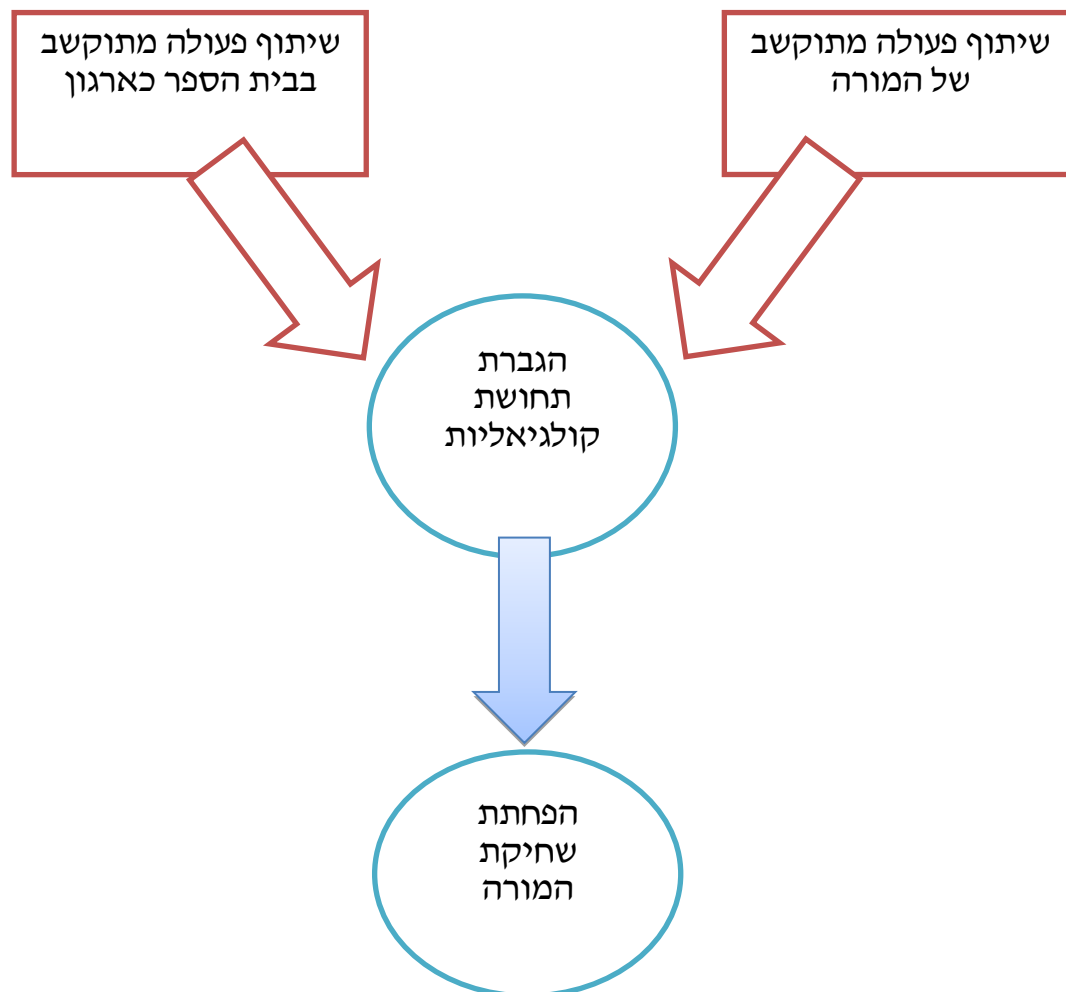 שיתוף פעולה מתוקשב
של המורה
שיתוף פעולה מתוקשב
בבית הספר כארגון
הגברת
תחושת
קולגיאליות
הפחתת
שחיקת
המורה